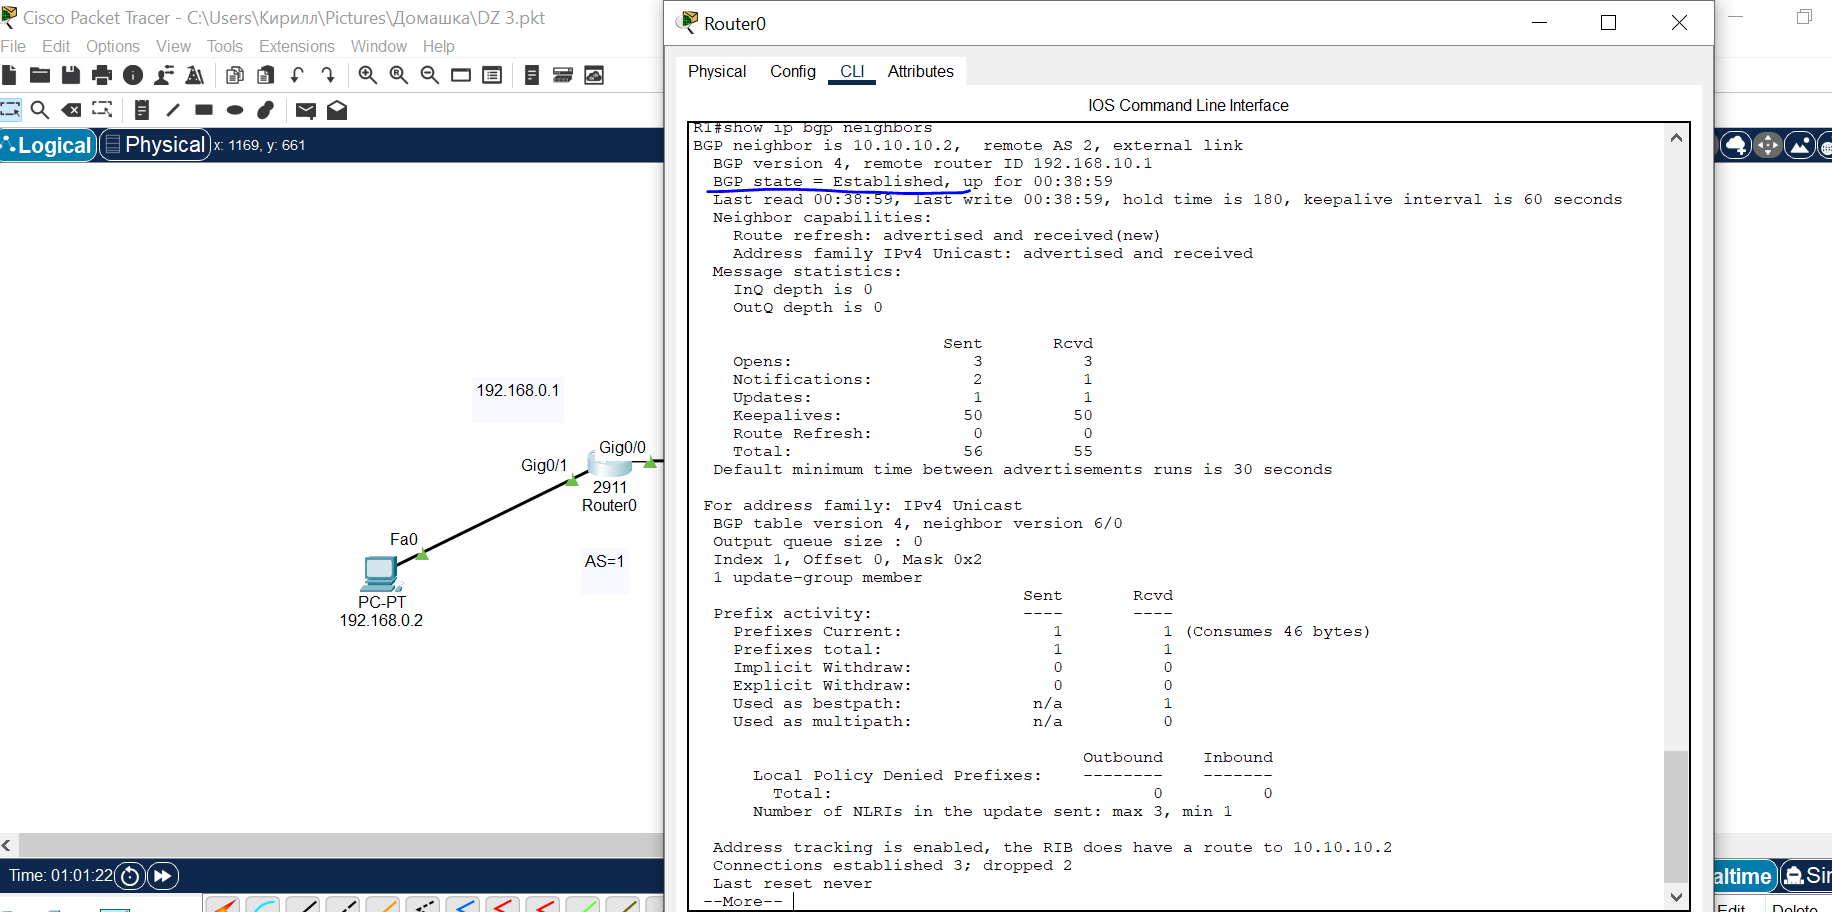 Cisco Packet Tracer - C:\Users\Кирилл\Pictures\Домашка\DZ 3.pkt
File Edit Options View Tools Extensions Window Help
Logical Physical x: 1169, y: 661
192.168.0.1
Gig0/0
Gig0/1
2911
Router0
Fa0
AS=1
PC-PT
192.168.0.2
Time: 01:01:22
Router0
Physical Config CLI Attributes
IOS Command Line Interface
R1#show ip bgp neighbors
BGP neighbor is 10.10.10.2, remote AS 2, external link
BGP version 4, remote router ID 192.168.10.1
BGP state = Established, up for 00:38:59
Last read 00:38:59, last write 00:38:59, hold time is 180, keepalive interval is 60 seconds
Neighbor capabilities:
Route refresh: advertised and received(new)
Address family IPv4 Unicast: advertised and received
Message statistics:
InQ depth is 0
OutQ depth is 0
Sent Rcvd
Opens: 3 3
Notifications: 2 1
Updates: 1 1
Keepalives: 50 50
Route Refresh: 0 0
Total: 56 55
Default minimum time between advertisements runs is 30 seconds
For address family: IPv4 Unicast
BGP table version 4, neighbor version 6/0
Output queue size : 0
Index 1, Offset 0, Mask 0x2
1 update-group member
Sent Rcvd
Prefix activity: ---- ----
Prefixes Current: 1 1 (Consumes 46 bytes)
Prefixes total: 1 1
Implicit Withdraw: 0 0
Explicit Withdraw: 0 0
Used as bestpath: n/a 1
Used as multipath: n/a 0
Outbound Inbound
Local Policy Denied Prefixes: -------- -------
Total: 0 0
Number of NLRIs in the update sent: max 3, min 1
Address tracking is enabled, the RIB does have a route to 10.10.10.2
Connections established 3; dropped 2
Last reset never
--More--
altime Sir
Edit Delete